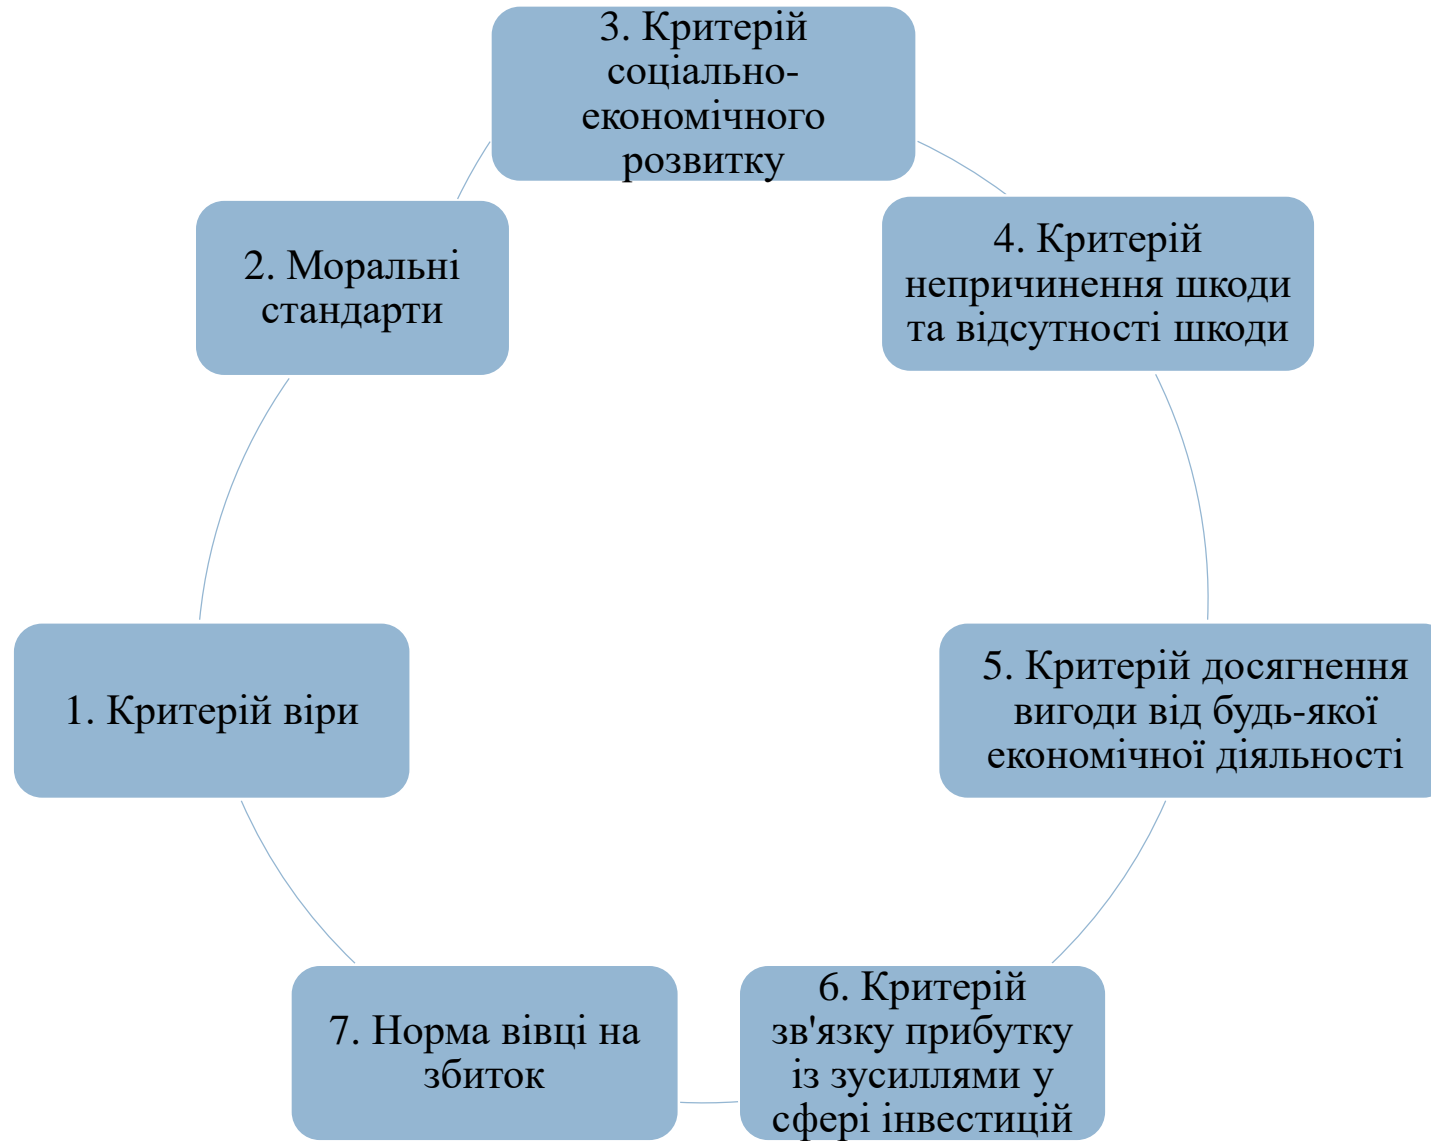 3. Критерій
соціально-
економічного
розвитку
2. Моральні
стандарти
4. Критерій
непричинення шкоди
та відсутності шкоди
1. Критерій віри
5. Критерій досягнення
вигоди від будь-якої
економічної діяльності
7. Норма вівці на
збиток
6. Критерій
зв'язку прибутку
із зусиллями у
сфері інвестицій